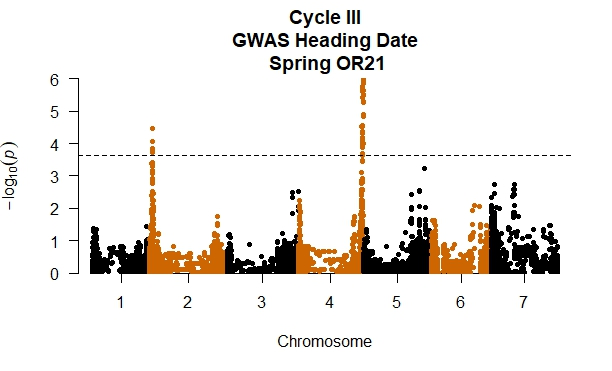 Cycle III
GWAS Heading Date
Spring OR21
6
5
4
3
2
1
0
−log10(p)
1 2 3 4 5 6 7
Chromosome